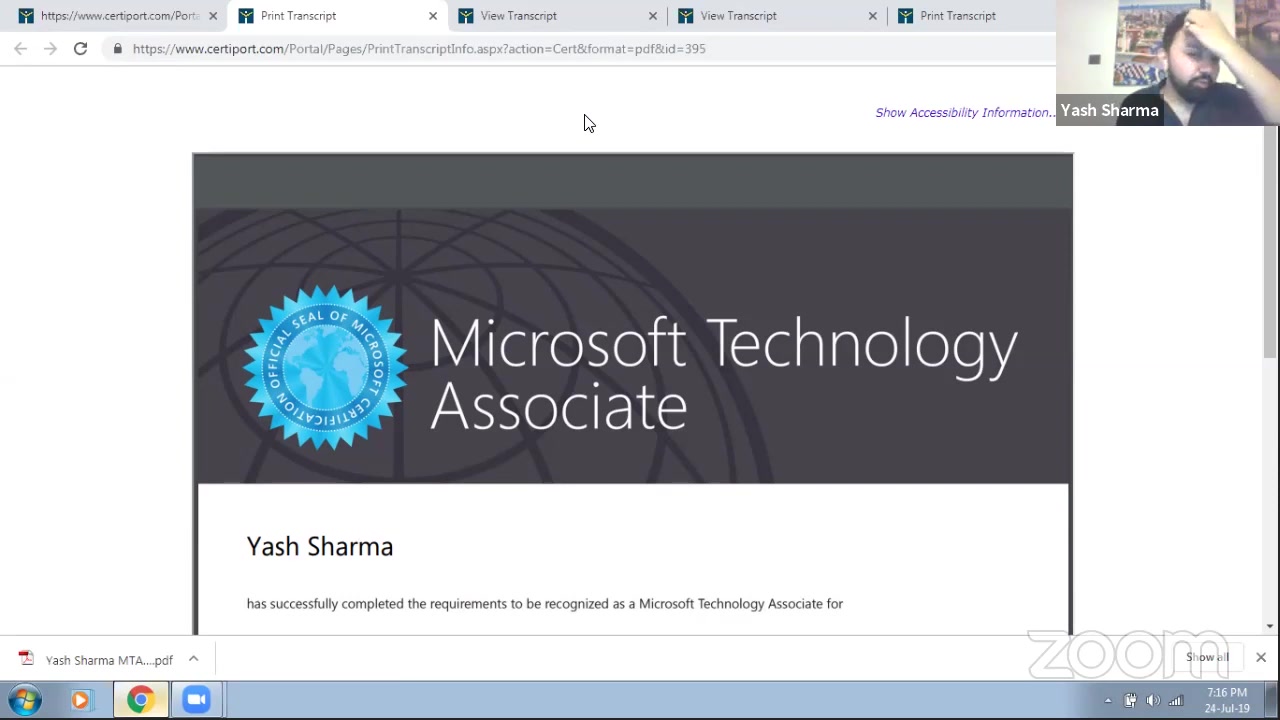 https://www.certiport.com/Porta
Print Transcript
View Transcript
View Transcript
Print Transcript
https://www.certiport.com/Portal/Pages/PrintTranscriptInfo.aspx?action=Cert&format=pdf&id=395
Yash Sharma
Show Accessibility Information..
OFFICIAL SEAL OF MICROSOFT CERTIFICATION
Microsoft Technology
Associate
Yash Sharma
has successfully completed the requirements to be recognized as a Microsoft Technology Associate for
Yash Sharma MTA....pdf
zoom
Show all
7:16 PM
24-Jul-19